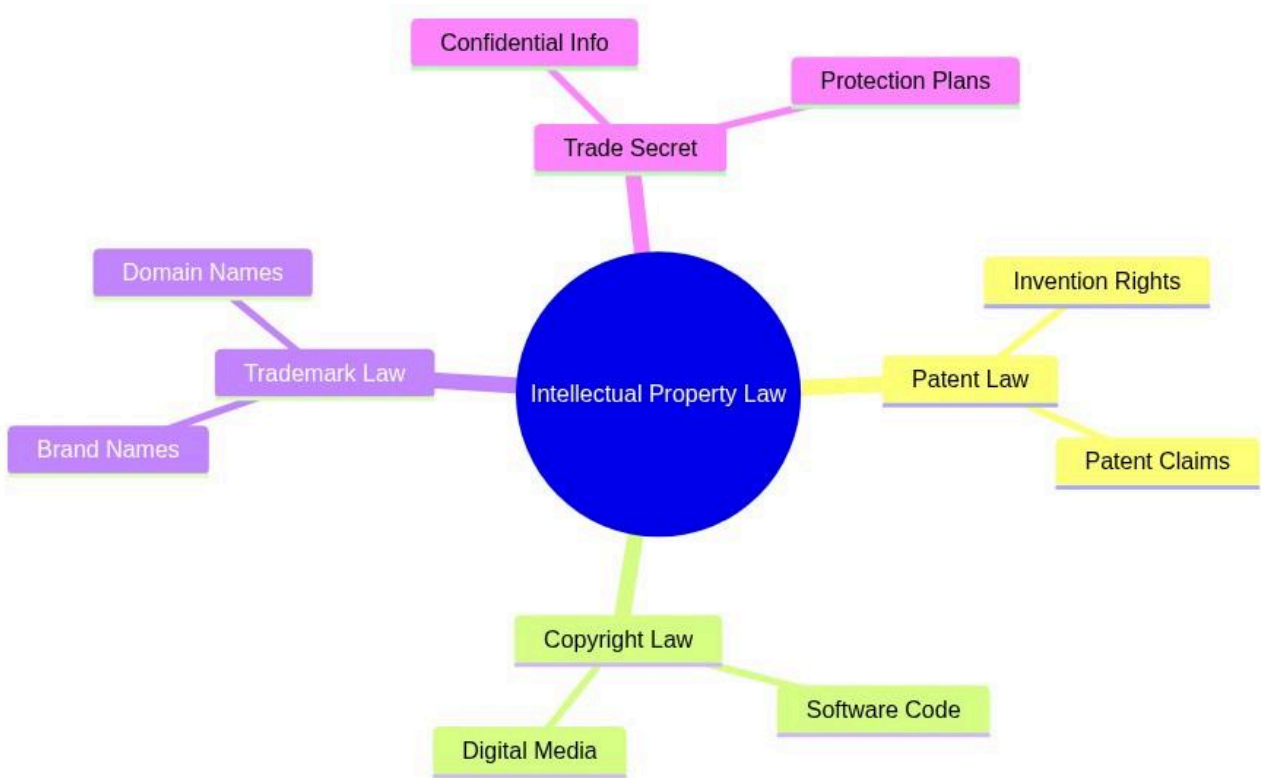 Confidential Info
Protection Plans
Trade Secret
Domain Names
Invention Rights
Trademark Law
Patent Law
Intellectual Property Law
Brand Names
Patent Claims
Copyright Law
Software Code
Digital Media